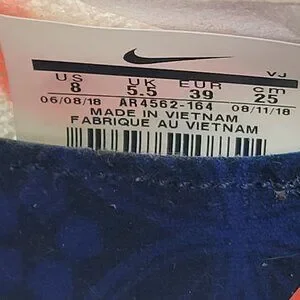 VJ
US UK EUR cm
8 5.5 39 25
06/08/18 AR4562-164 08/11/18
MADE IN VIETNAM
FABRIQUE AU VIETNAM